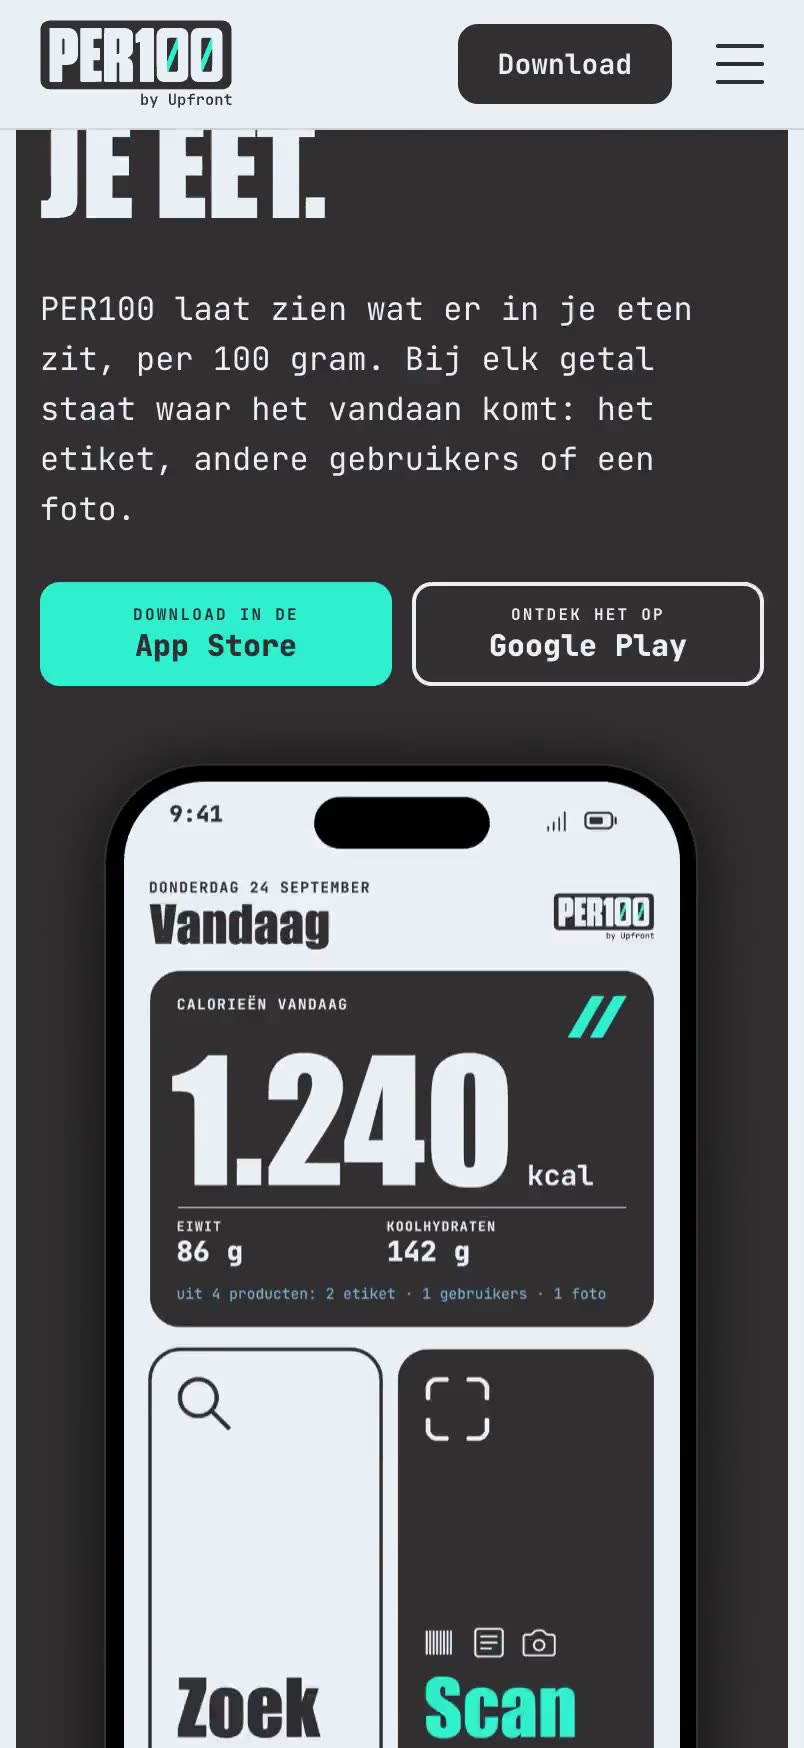 PER100
by Upfront
Download
JE EET.
PER100 laat zien wat er in je eten
zit, per 100 gram. Bij elk getal
staat waar het vandaan komt: het
etiket, andere gebruikers of een
foto.
DOWNLOAD IN DE
App Store
ONTDEK HET OP
Google Play
9:41
DONDERDAG 24 SEPTEMBER
Vandaag
PER100
by Upfront
CALORIEËN VANDAAG
1.240 kcal
EIWIT
86 g
KOOLHYDRATEN
142 g
uit 4 producten: 2 etiket · 1 gebruikers · 1 foto
Zoek
Scan